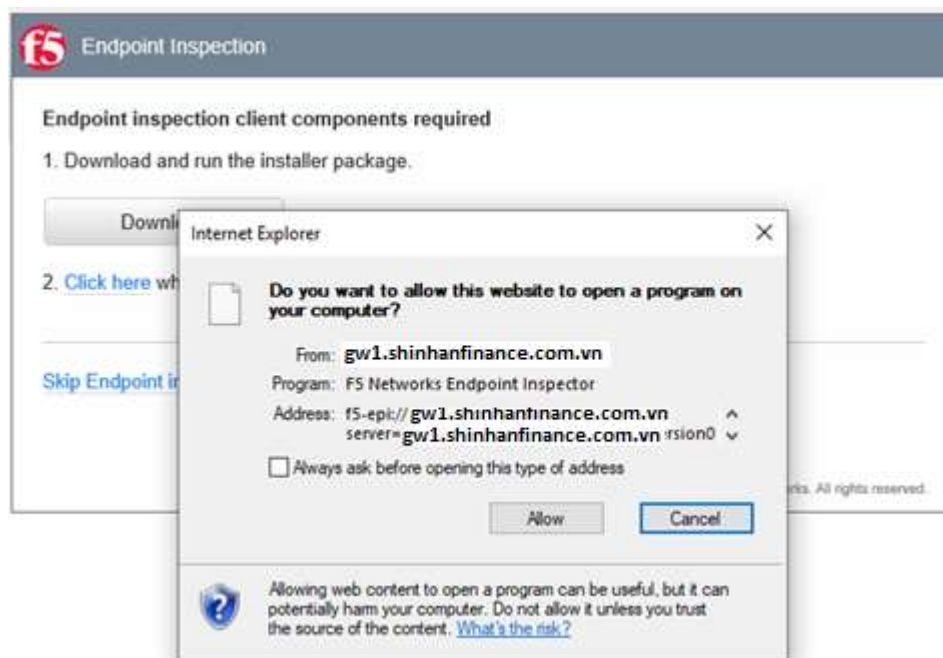 f5 Endpoint Inspection
Endpoint inspection client components required
1. Download and run the installer package.
Downl
Internet Explorer
2. Click here wh
Do you want to allow this website to open a program on
your computer?
From: gw1.shinhanfinance.com.vn
Program: F5 Networks Endpoint Inspector
Skip Endpoint in
Address: f5-epi://gw1.shinhanfinance.com.vn
server=gw1.shinhanfinance.com.vn rsion0
Always ask before opening this type of address
rks. All rights reserved.
Allow Cancel
Allowing web content to open a program can be useful, but it can
potentially harm your computer. Do not allow it unless you trust
the source of the content. What's the risk?